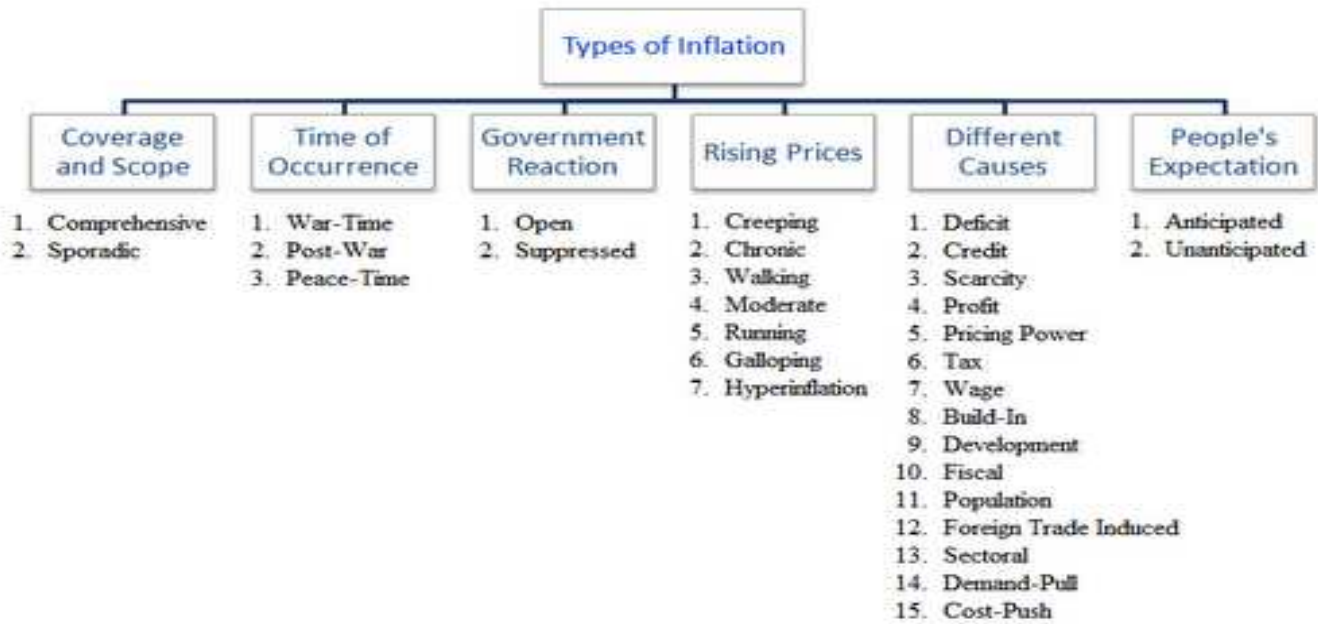 Types of Inflation
Coverage
and Scope
1. Comprehensive
2. Sporadic
Time of
Occurrence
1. War-Time
2. Post-War
3. Peace-Time
Government
Reaction
1. Open
2. Suppressed
Rising Prices
1. Creeping
2. Chronic
3. Walking
4. Moderate
5. Running
6. Galloping
7. Hyperinflation
Different
Causes
1. Deficit
2. Credit
3. Scarcity
4. Profit
5. Pricing Power
6. Tax
7. Wage
8. Build-In
9. Development
10. Fiscal
11. Population
12. Foreign Trade Induced
13. Sectoral
14. Demand-Pull
15. Cost-Push
People's
Expectation
1. Anticipated
2. Unanticipated